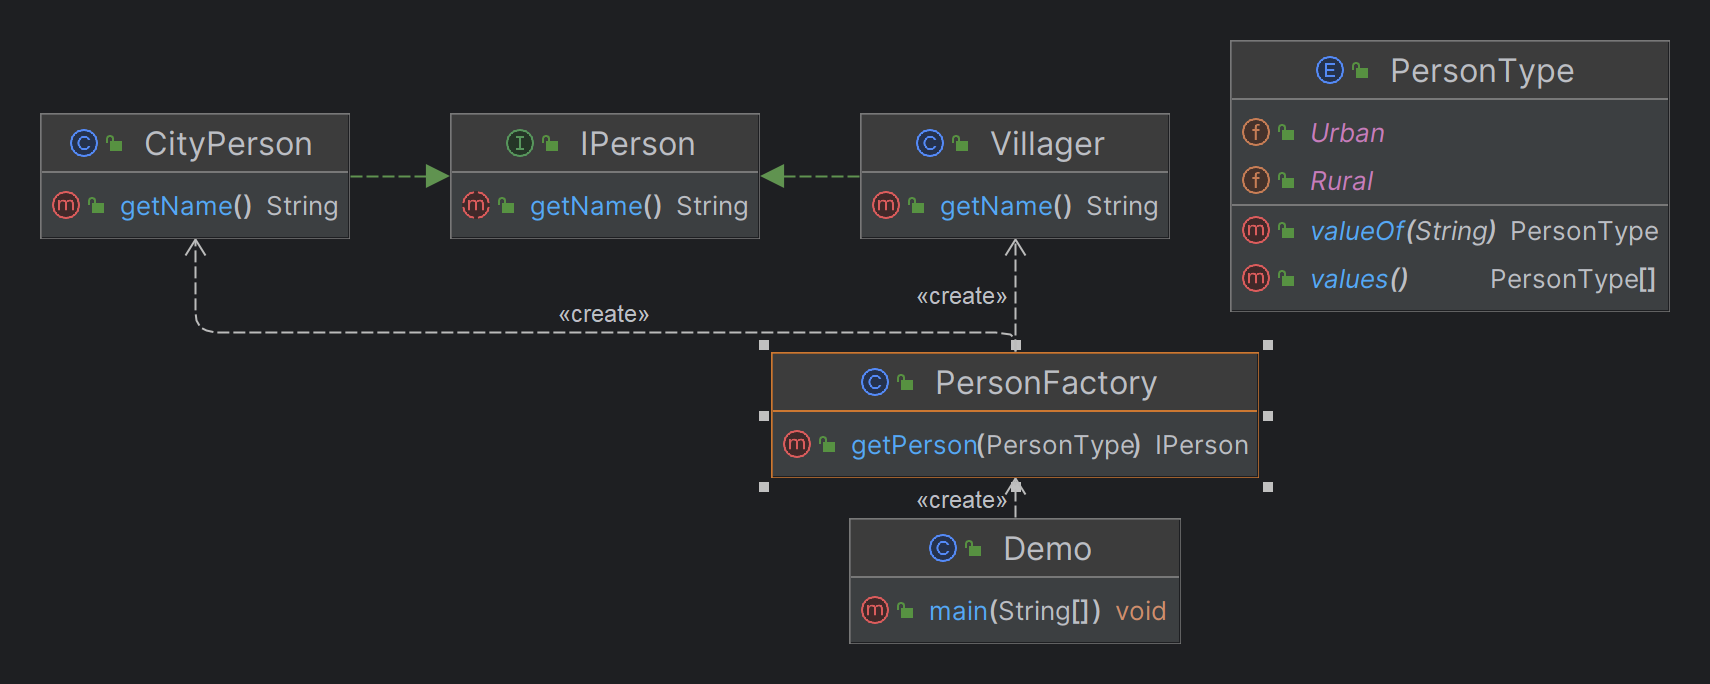 E PersonType
f Urban
f Rural
m valueOf(String) PersonType
m values() PersonType[]
C CityPerson
m getName() String
I IPerson
m getName() String
C Villager
m getName() String
«create»
«create»
C PersonFactory
m getPerson(PersonType) IPerson
«create»
C Demo
m main(String[]) void